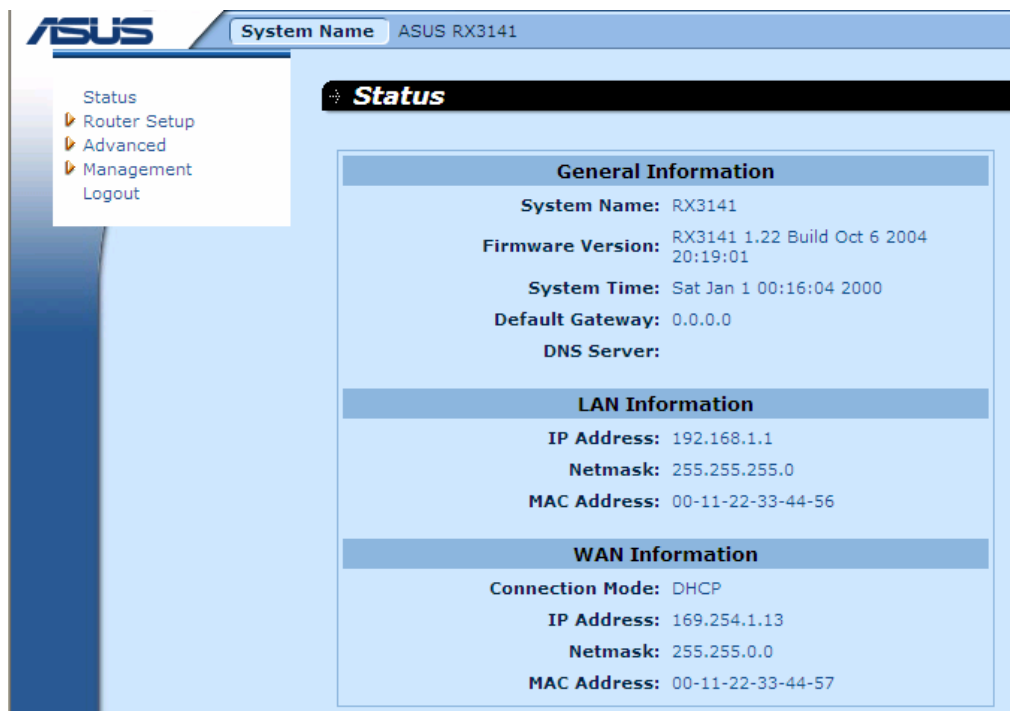 ASUS
System Name ASUS RX3141
Status
Router Setup
Advanced
Management
Logout
Status
General Information
System Name: RX3141
Firmware Version: RX3141 1.22 Build Oct 6 2004
20:19:01
System Time: Sat Jan 1 00:16:04 2000
Default Gateway: 0.0.0.0
DNS Server:
LAN Information
IP Address: 192.168.1.1
Netmask: 255.255.255.0
MAC Address: 00-11-22-33-44-56
WAN Information
Connection Mode: DHCP
IP Address: 169.254.1.13
Netmask: 255.255.0.0
MAC Address: 00-11-22-33-44-57